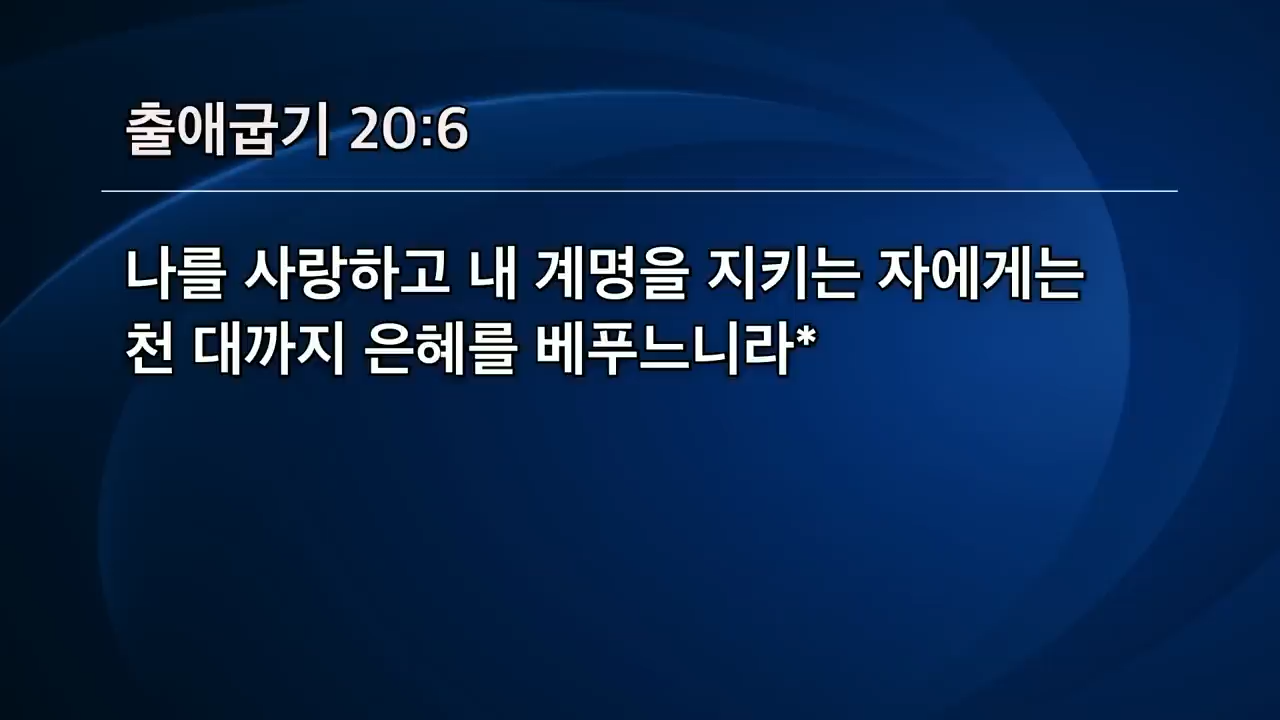 출애굽기 20:6
나를 사랑하고 내 계명을 지키는 자에게는
천 대까지 은혜를 베푸느니라*